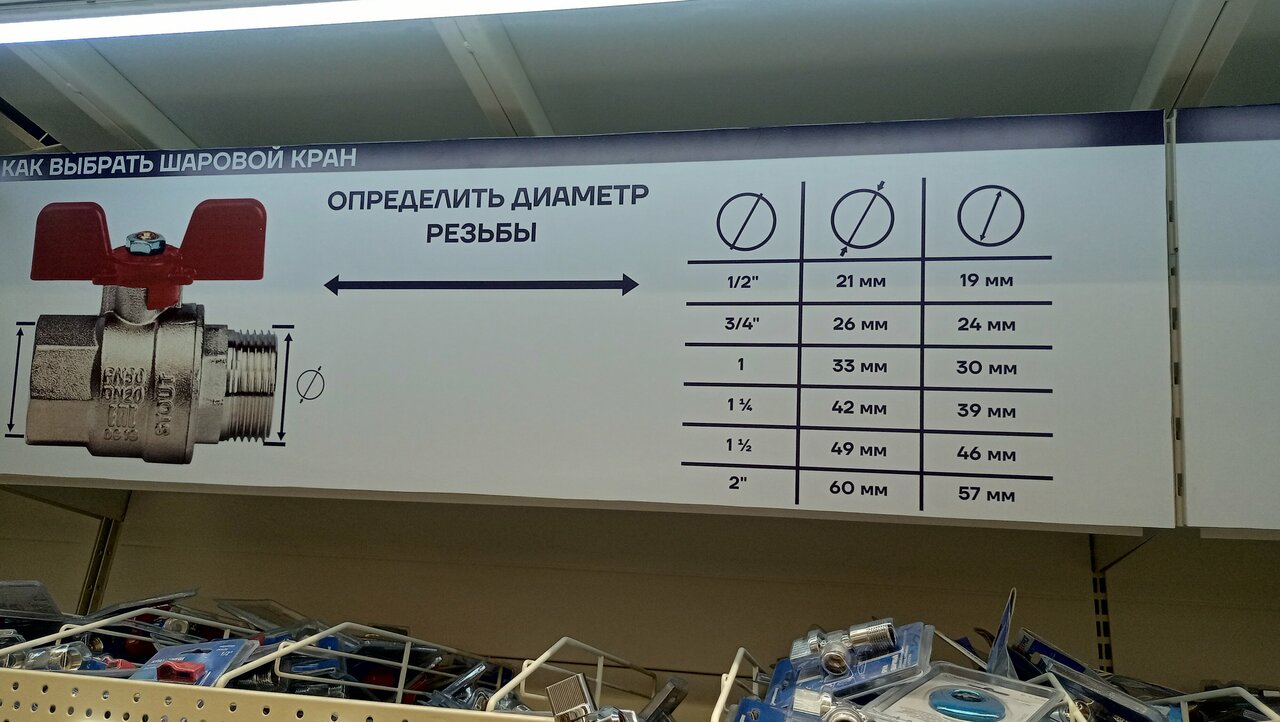 КАК ВЫБРАТЬ ШАРОВОЙ КРАН
ОПРЕДЕЛИТЬ ДИАМЕТР
РЕЗЬБЫ
1/2" 21 мм 19 мм
3/4" 26 мм 24 мм
1 33 мм 30 мм
1 ¼ 42 мм 39 мм
1 ½ 49 мм 46 мм
2" 60 мм 57 мм
DN20
STOUT